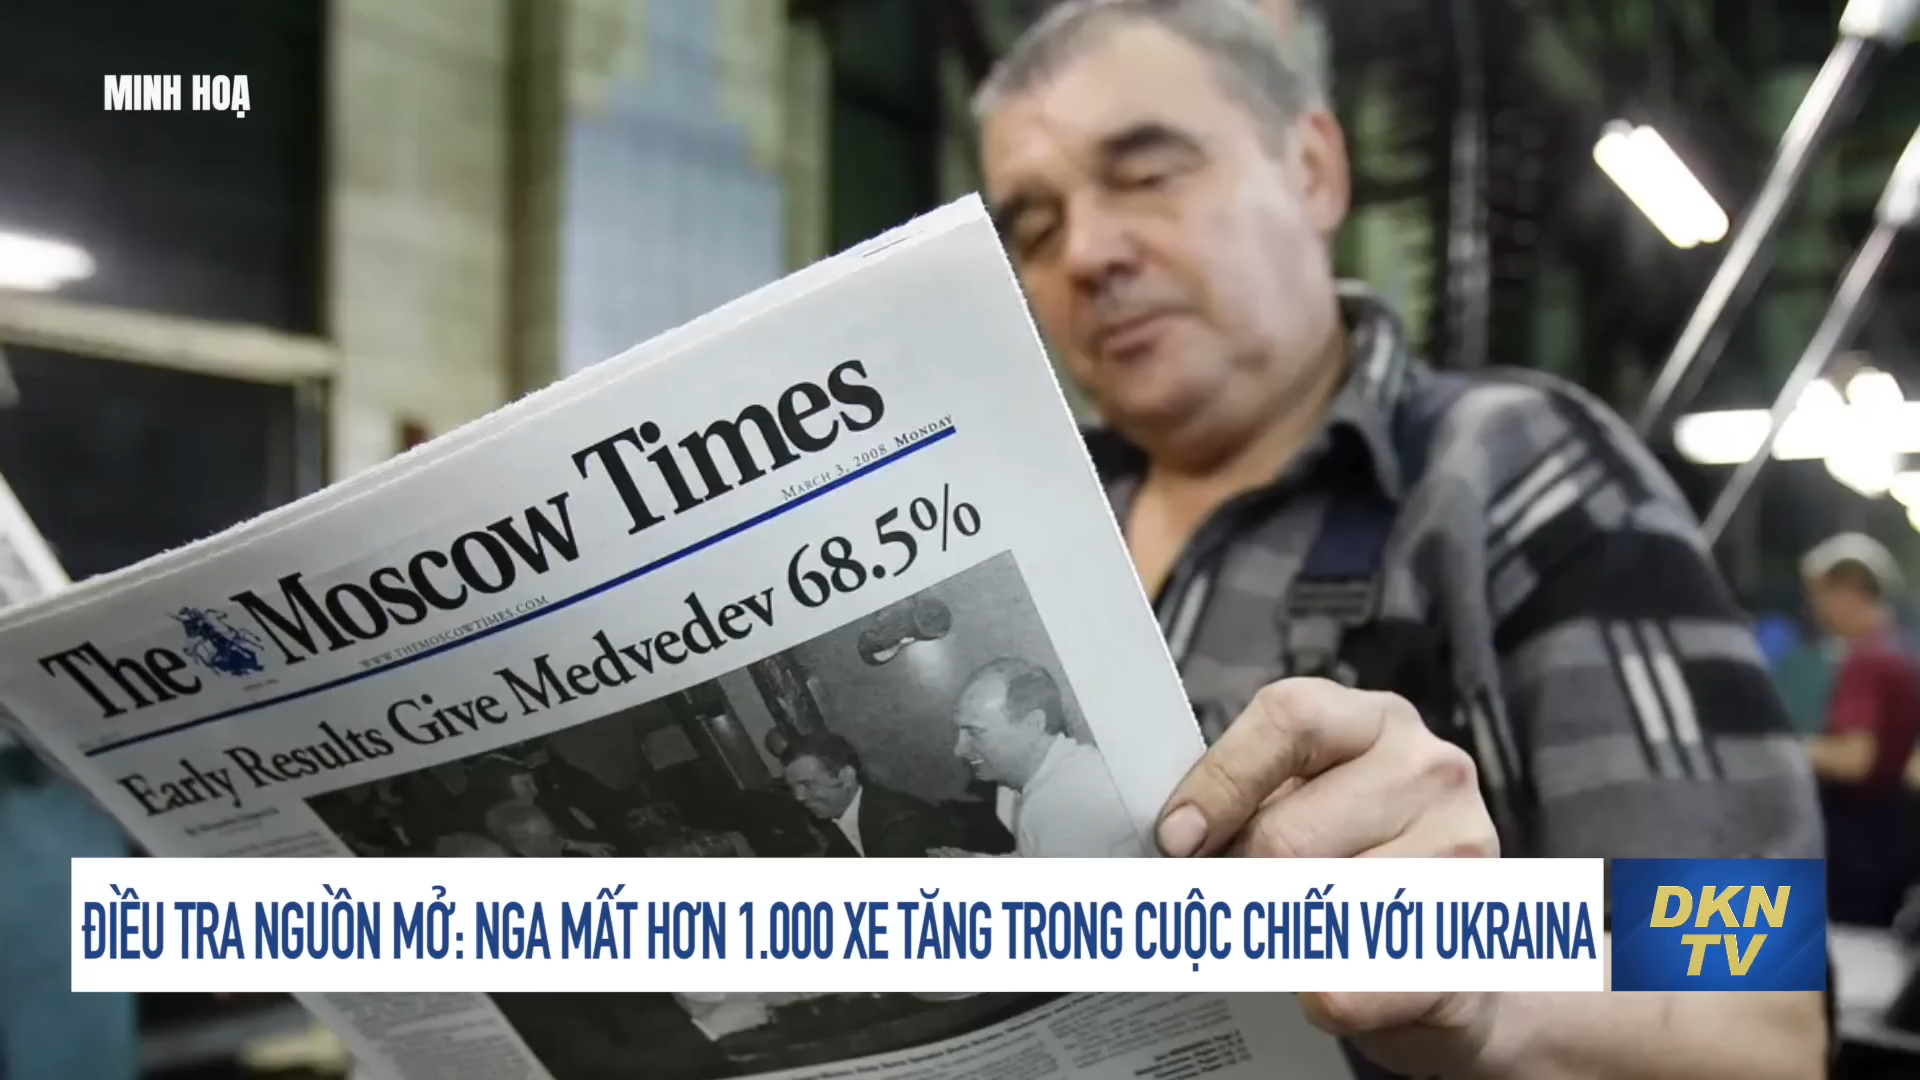 MINH HOẠ
The Moscow Times
MARCH 3, 2008 MONDAY
WWW.THEMOSCOWTIMES.COM
Early Results Give Medvedev 68.5%
ĐIỀU TRA NGUỒN MỞ: NGA MẤT HƠN 1.000 XE TĂNG TRONG CUỘC CHIẾN VỚI UKRAINA
DKN
TV